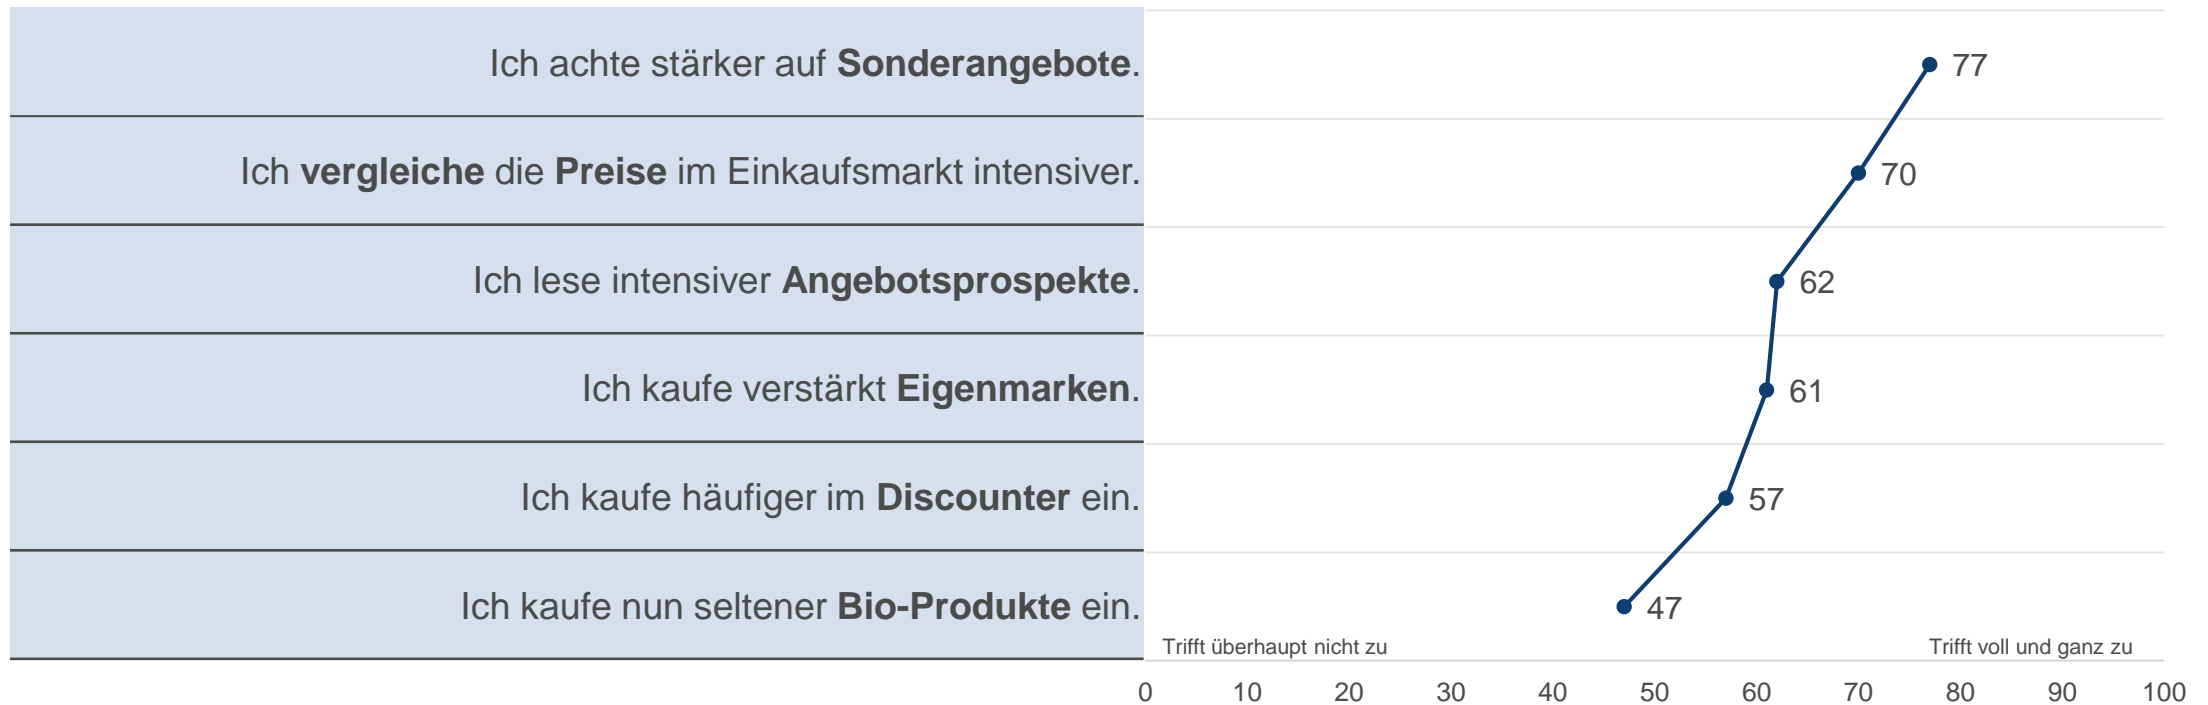 Ich achte stärker auf Sonderangebote. 77
Ich vergleiche die Preise im Einkaufsmarkt intensiver. 70
Ich lese intensiver Angebotsprospekte. 62
Ich kaufe verstärkt Eigenmarken. 61
Ich kaufe häufiger im Discounter ein. 57
Ich kaufe nun seltener Bio-Produkte ein. 47
Trifft überhaupt nicht zu Trifft voll und ganz zu
0 10 20 30 40 50 60 70 80 90 100